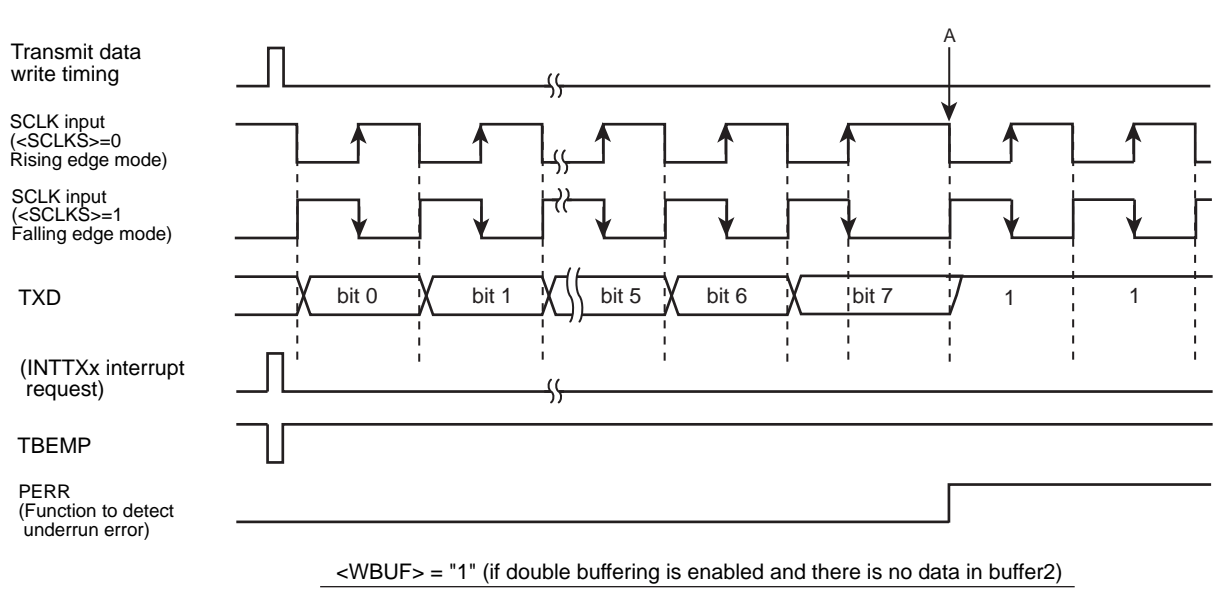 A
Transmit data
write timing
SCLK input
(<SCLKS>=0
Rising edge mode)
SCLK input
(<SCLKS>=1
Falling edge mode)
TXD
bit 0
bit 1
bit 5
bit 6
bit 7
1
1
(INTTXx interrupt
request)
TBEMP
PERR
(Function to detect
underrun error)
<WBUF> = "1" (if double buffering is enabled and there is no data in buffer2)